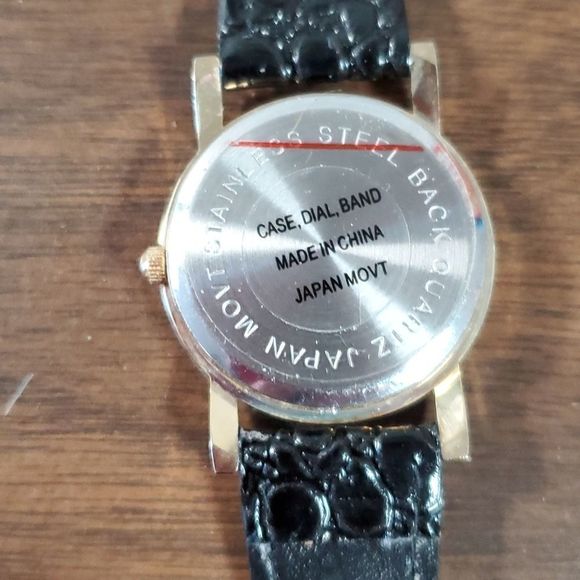 STAINLESS STEEL BACK QUARTZ JAPAN MOVT
CASE, DIAL, BAND
MADE IN CHINA
JAPAN MOVT